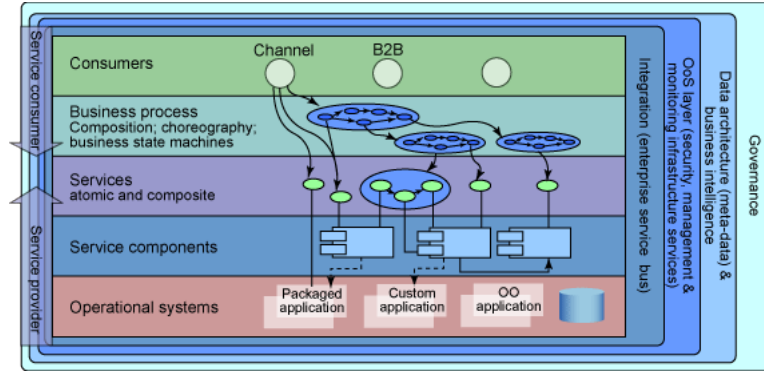 Channel
B2B
Consumers
Business process
Composition; choreography;
business state machines
Services
atomic and composite
Service components
Operational systems
Packaged
application
Custom
application
OO
application
Service consumer
Service provider
Integration (enterprise service
bus)
OoS layer (security, management &
monitoring infrastructure services)
Data architecture (meta-data) &
business intelligence
Governance